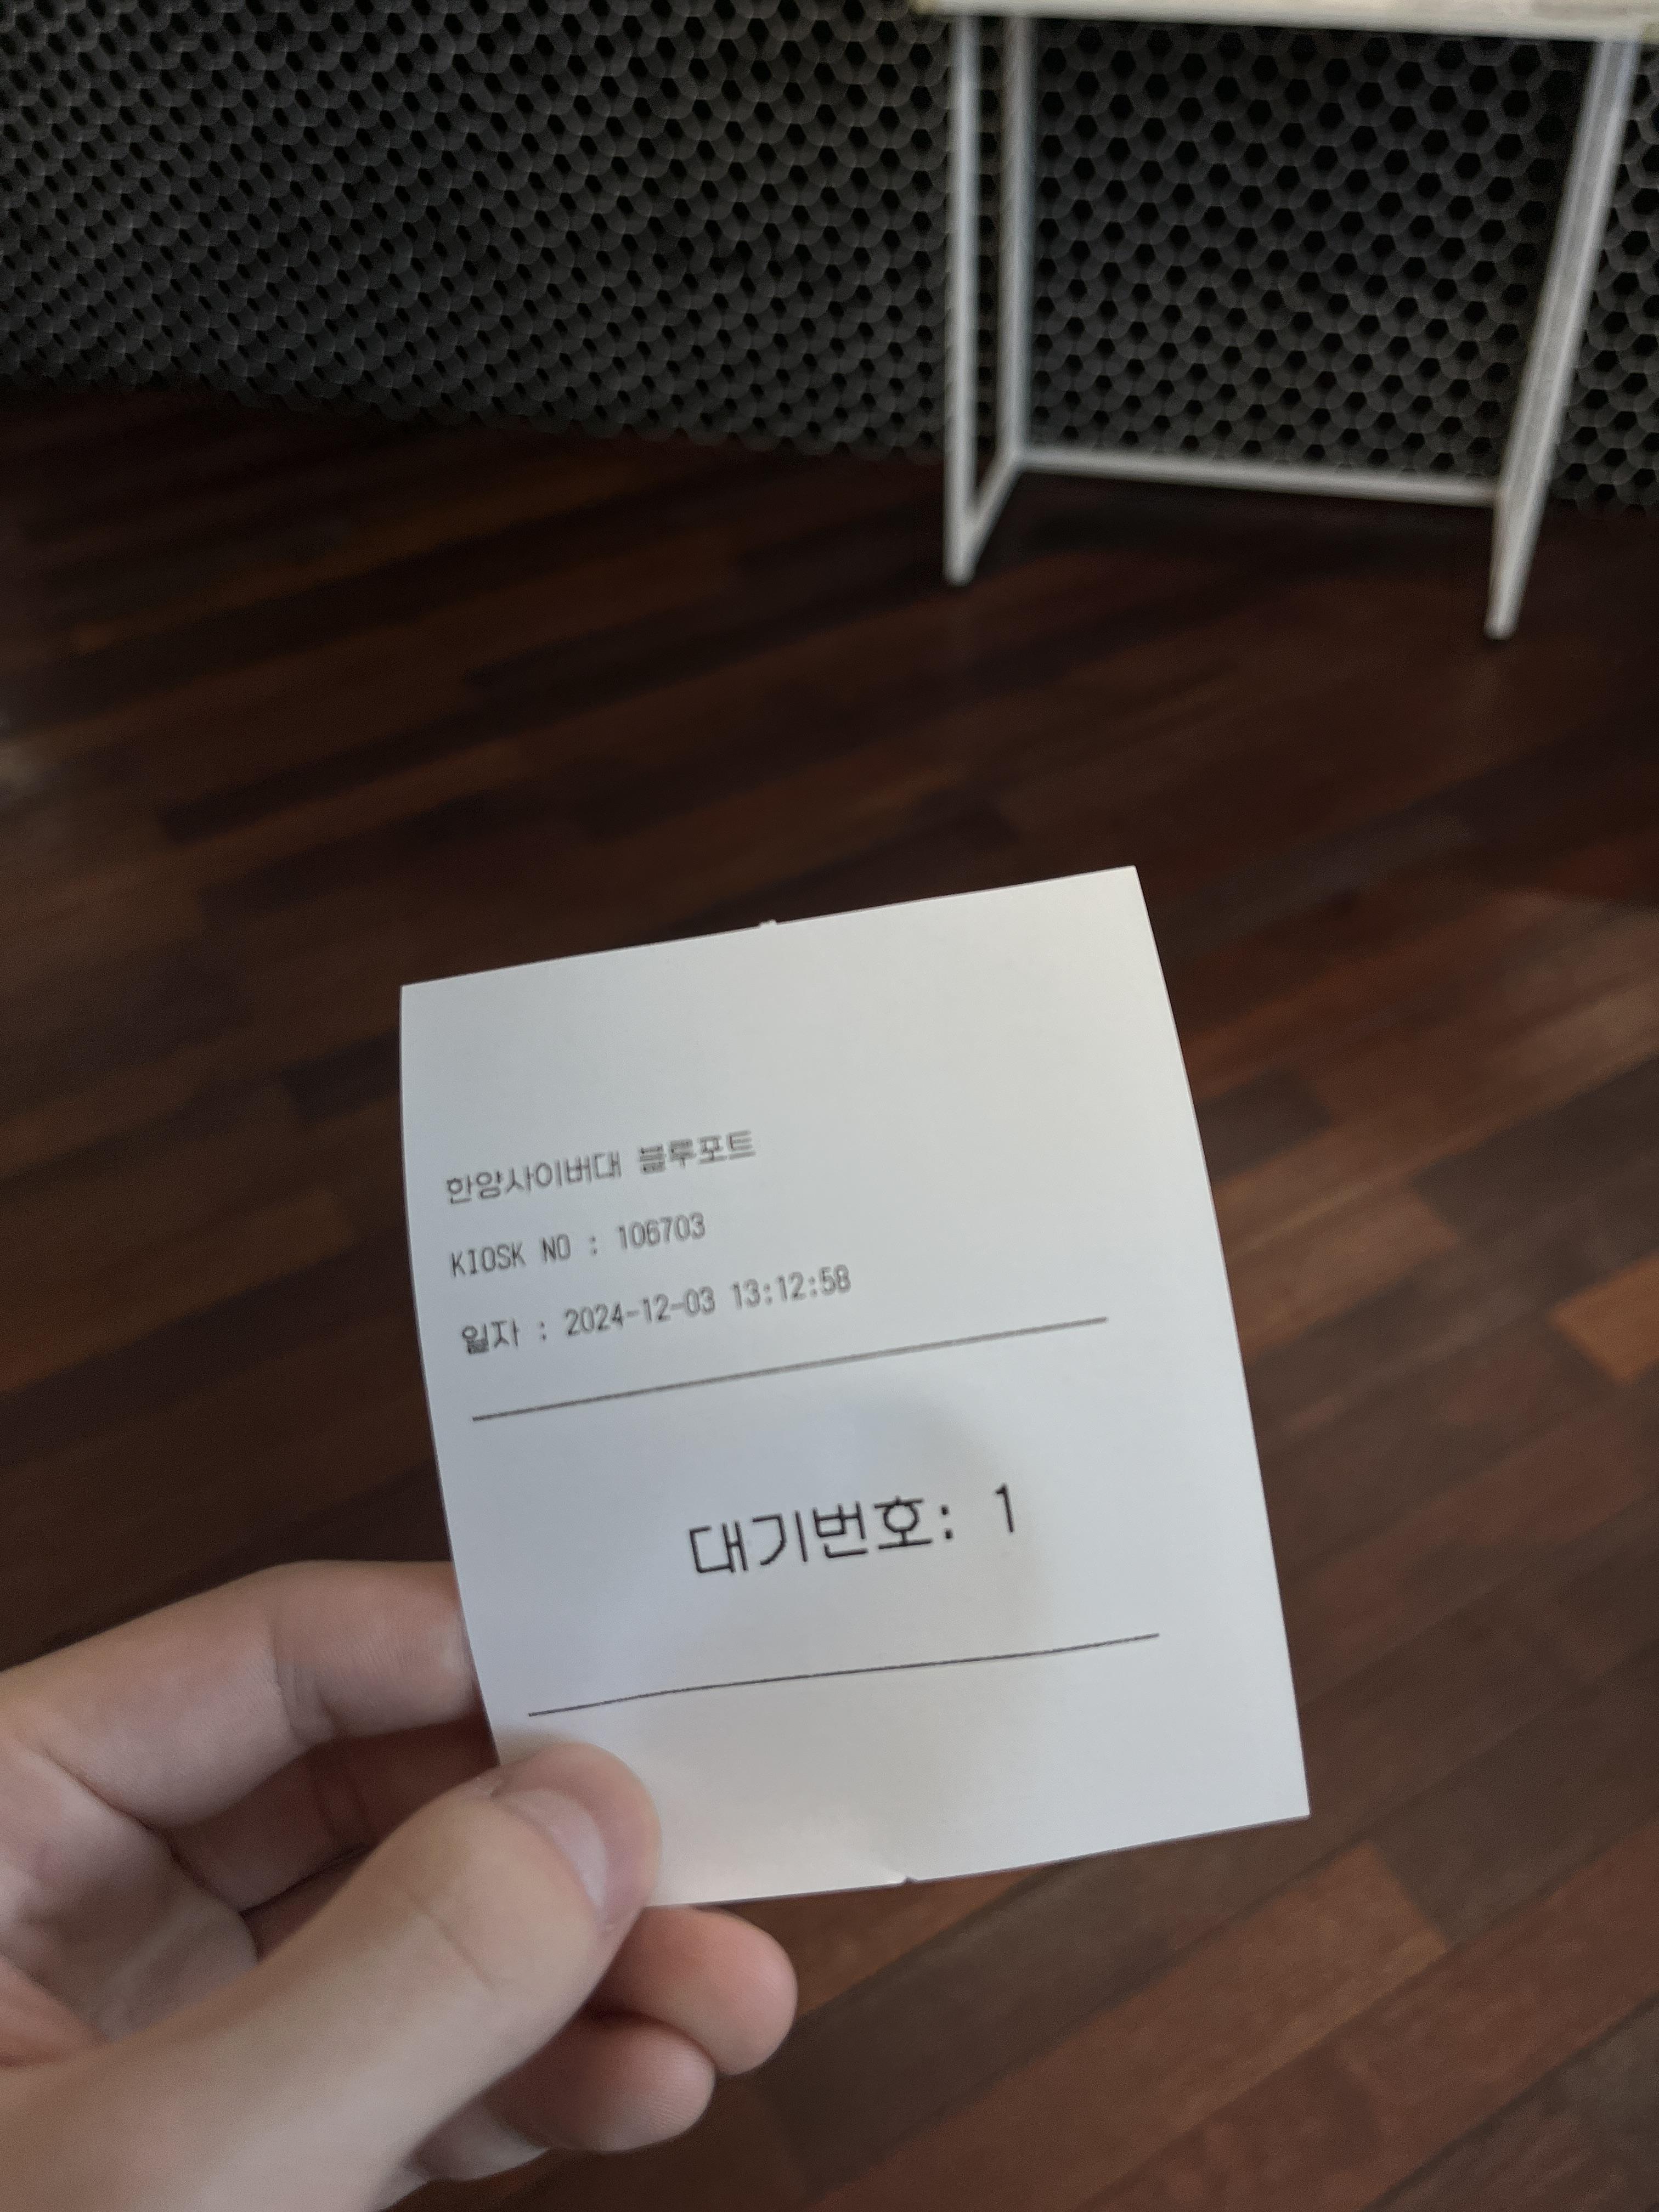 한양사이버대 블루포트
KIOSK NO : 106703
일자 : 2024-12-03 13:12:58
대기번호: 1